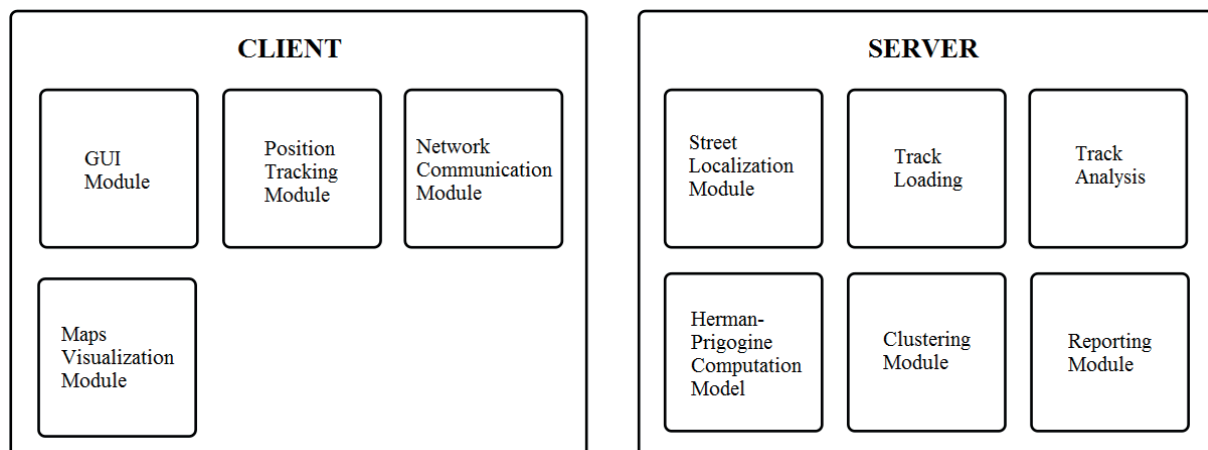 CLIENT
GUI
Module
Position
Tracking
Module
Network
Communication
Module
Maps
Visualization
Module
SERVER
Street
Localization
Module
Track
Loading
Track
Analysis
Herman-
Prigogine
Computation
Model
Clustering
Module
Reporting
Module